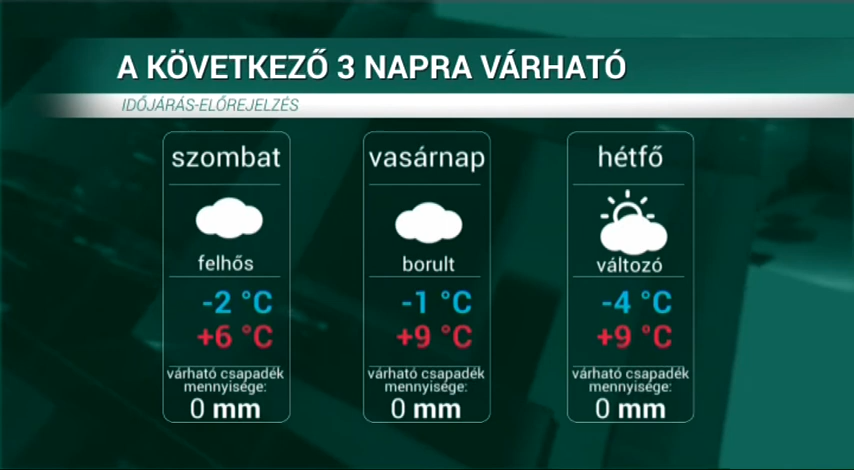 A KÖVETKEZŐ 3 NAPRA VÁRHATÓ
IDŐJÁRÁS-ELŐREJELZÉS
szombat
felhős
-2 °C
+6 °C
várható csapadék
mennyisége:
0 mm
vasárnap
borult
-1 °C
+9 °C
várható csapadék
mennyisége:
0 mm
hétfő
változó
-4 °C
+9 °C
várható csapadék
mennyisége:
0 mm